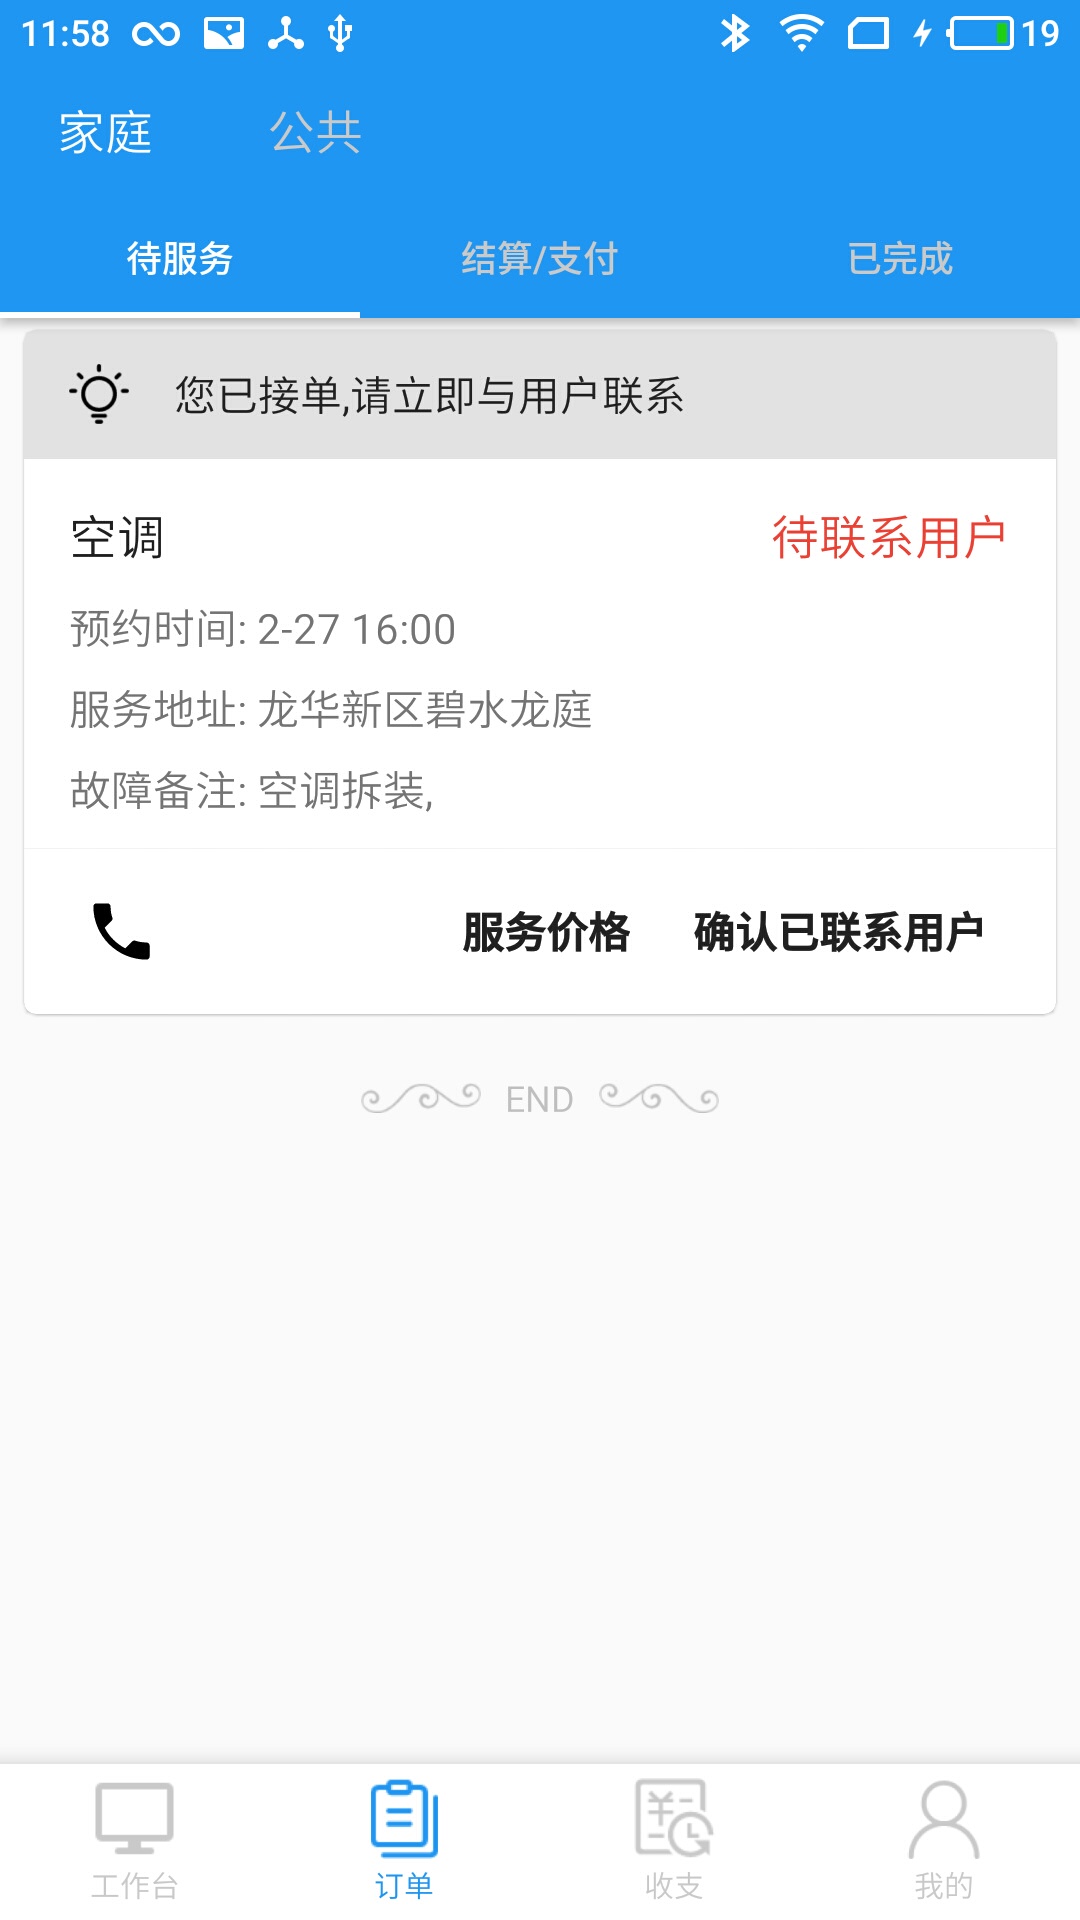 11:58 19
家庭 公共
待服务 结算/支付 已完成
您已接单,请立即与用户联系
空调 待联系用户
预约时间: 2-27 16:00
服务地址: 龙华新区碧水龙庭
故障备注: 空调拆装,
服务价格 确认已联系用户
END
工作台 订单 收支 我的